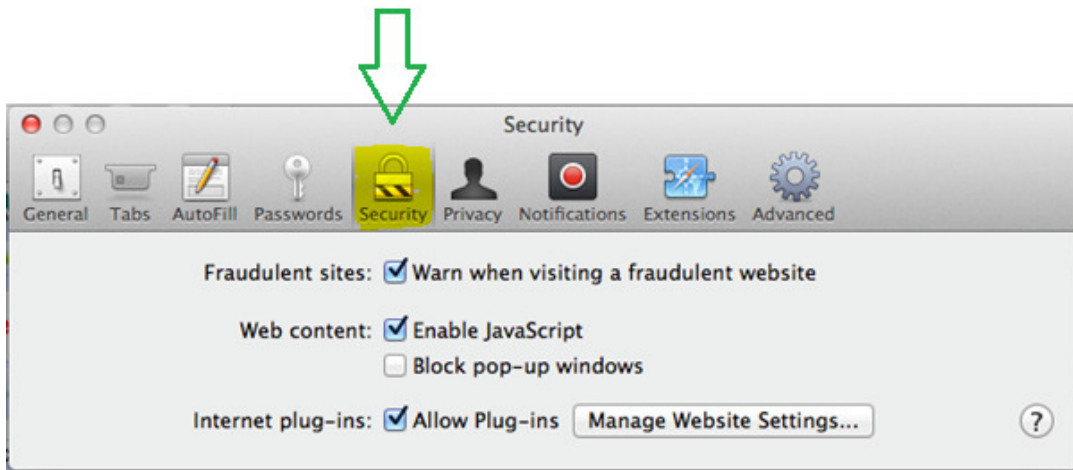 Security
General Tabs AutoFill Passwords Security Privacy Notifications Extensions Advanced
Fraudulent sites: Warn when visiting a fraudulent website
Web content: Enable JavaScript
Block pop-up windows
Internet plug-ins: Allow Plug-ins Manage Website Settings... ?